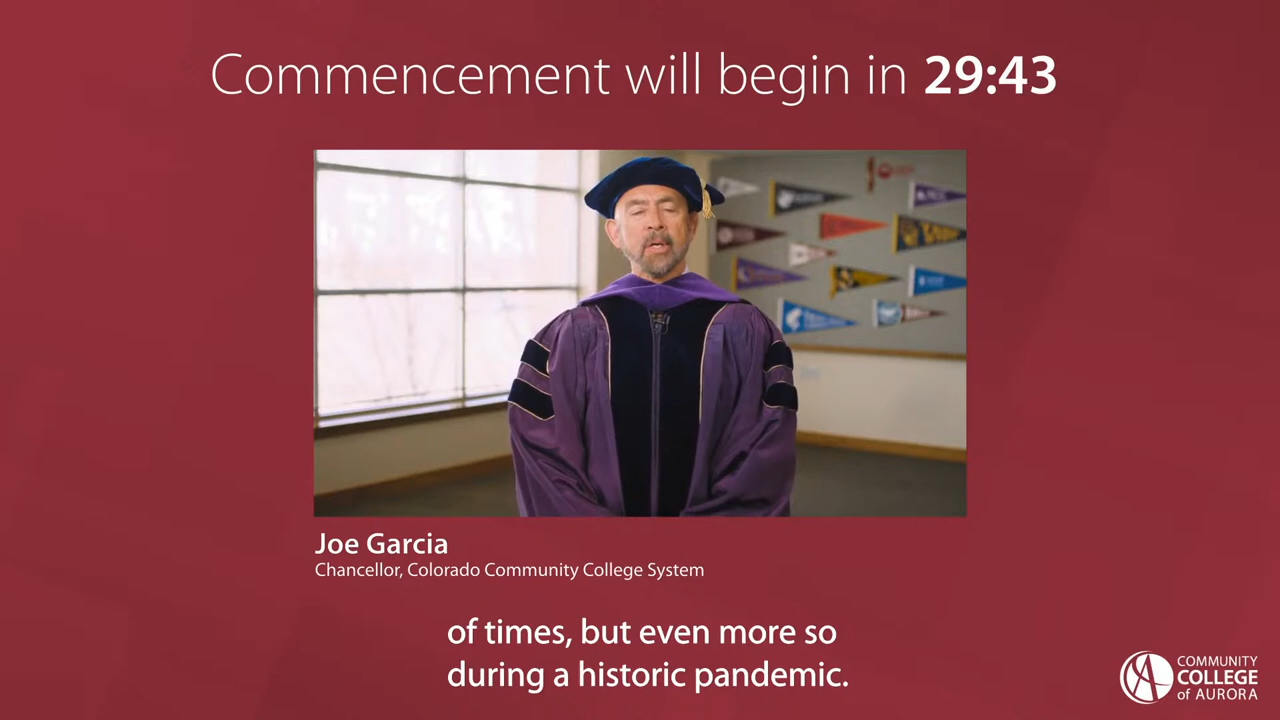 Commencement will begin in 29:43
Joe Garcia
Chancellor, Colorado Community College System
of times, but even more so
during a historic pandemic.
COMMUNITY
COLLEGE
of AURORA